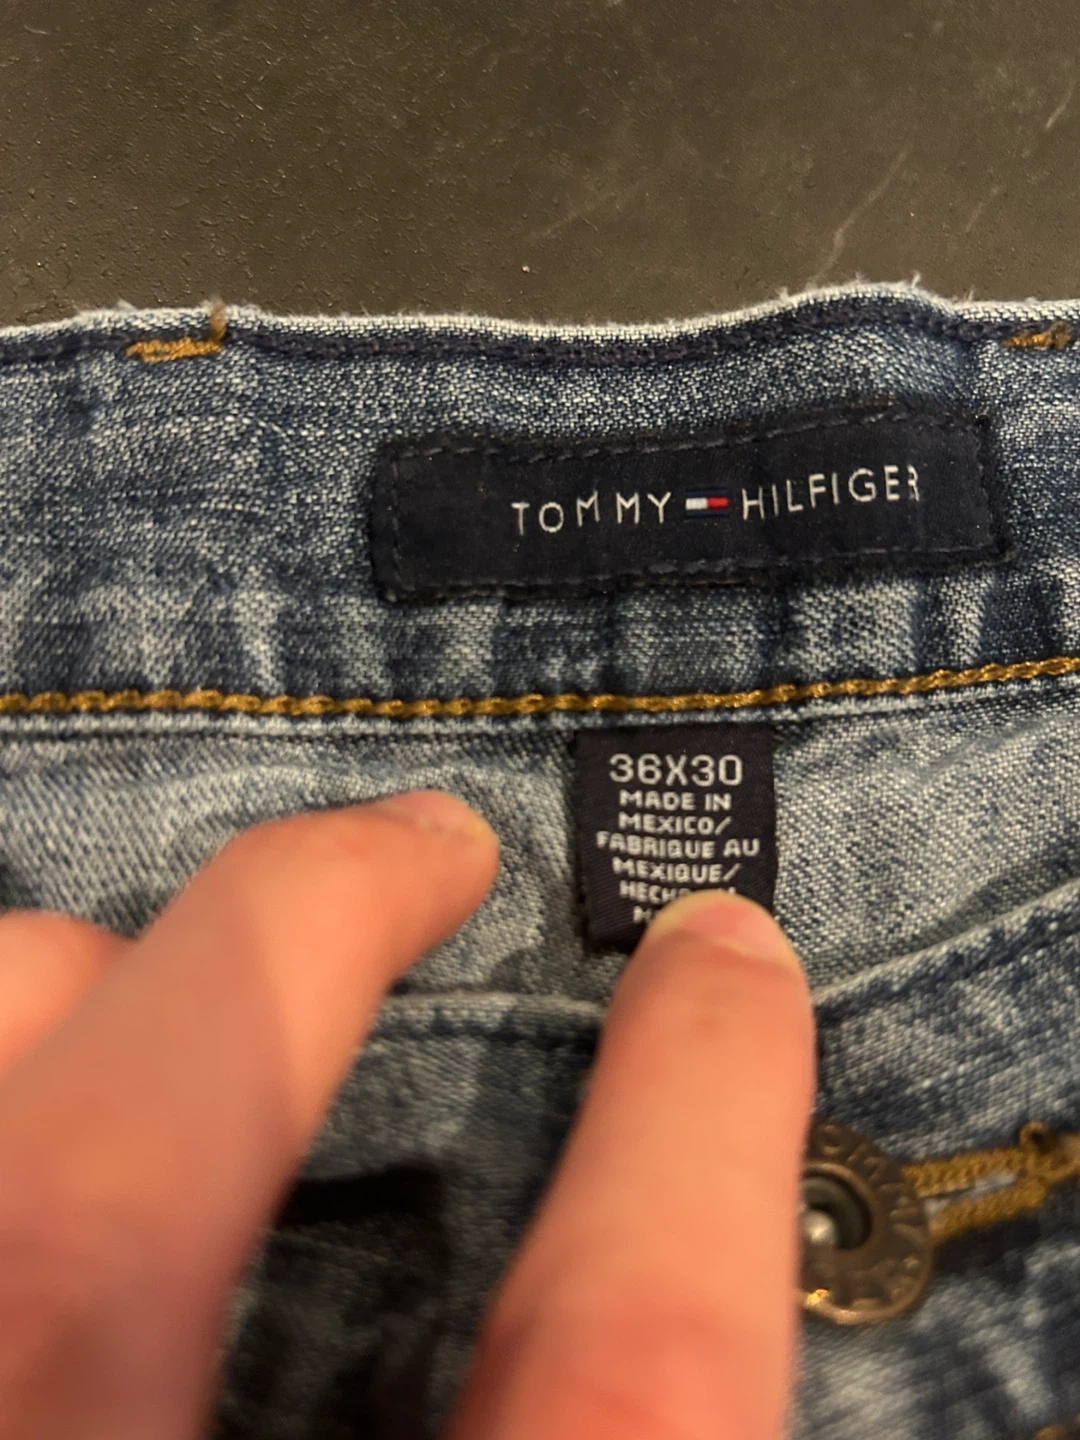 TOMMY HILFIGER
36X30
MADE IN
MEXICO/
FABRIQUE AU
MEXIQUE/